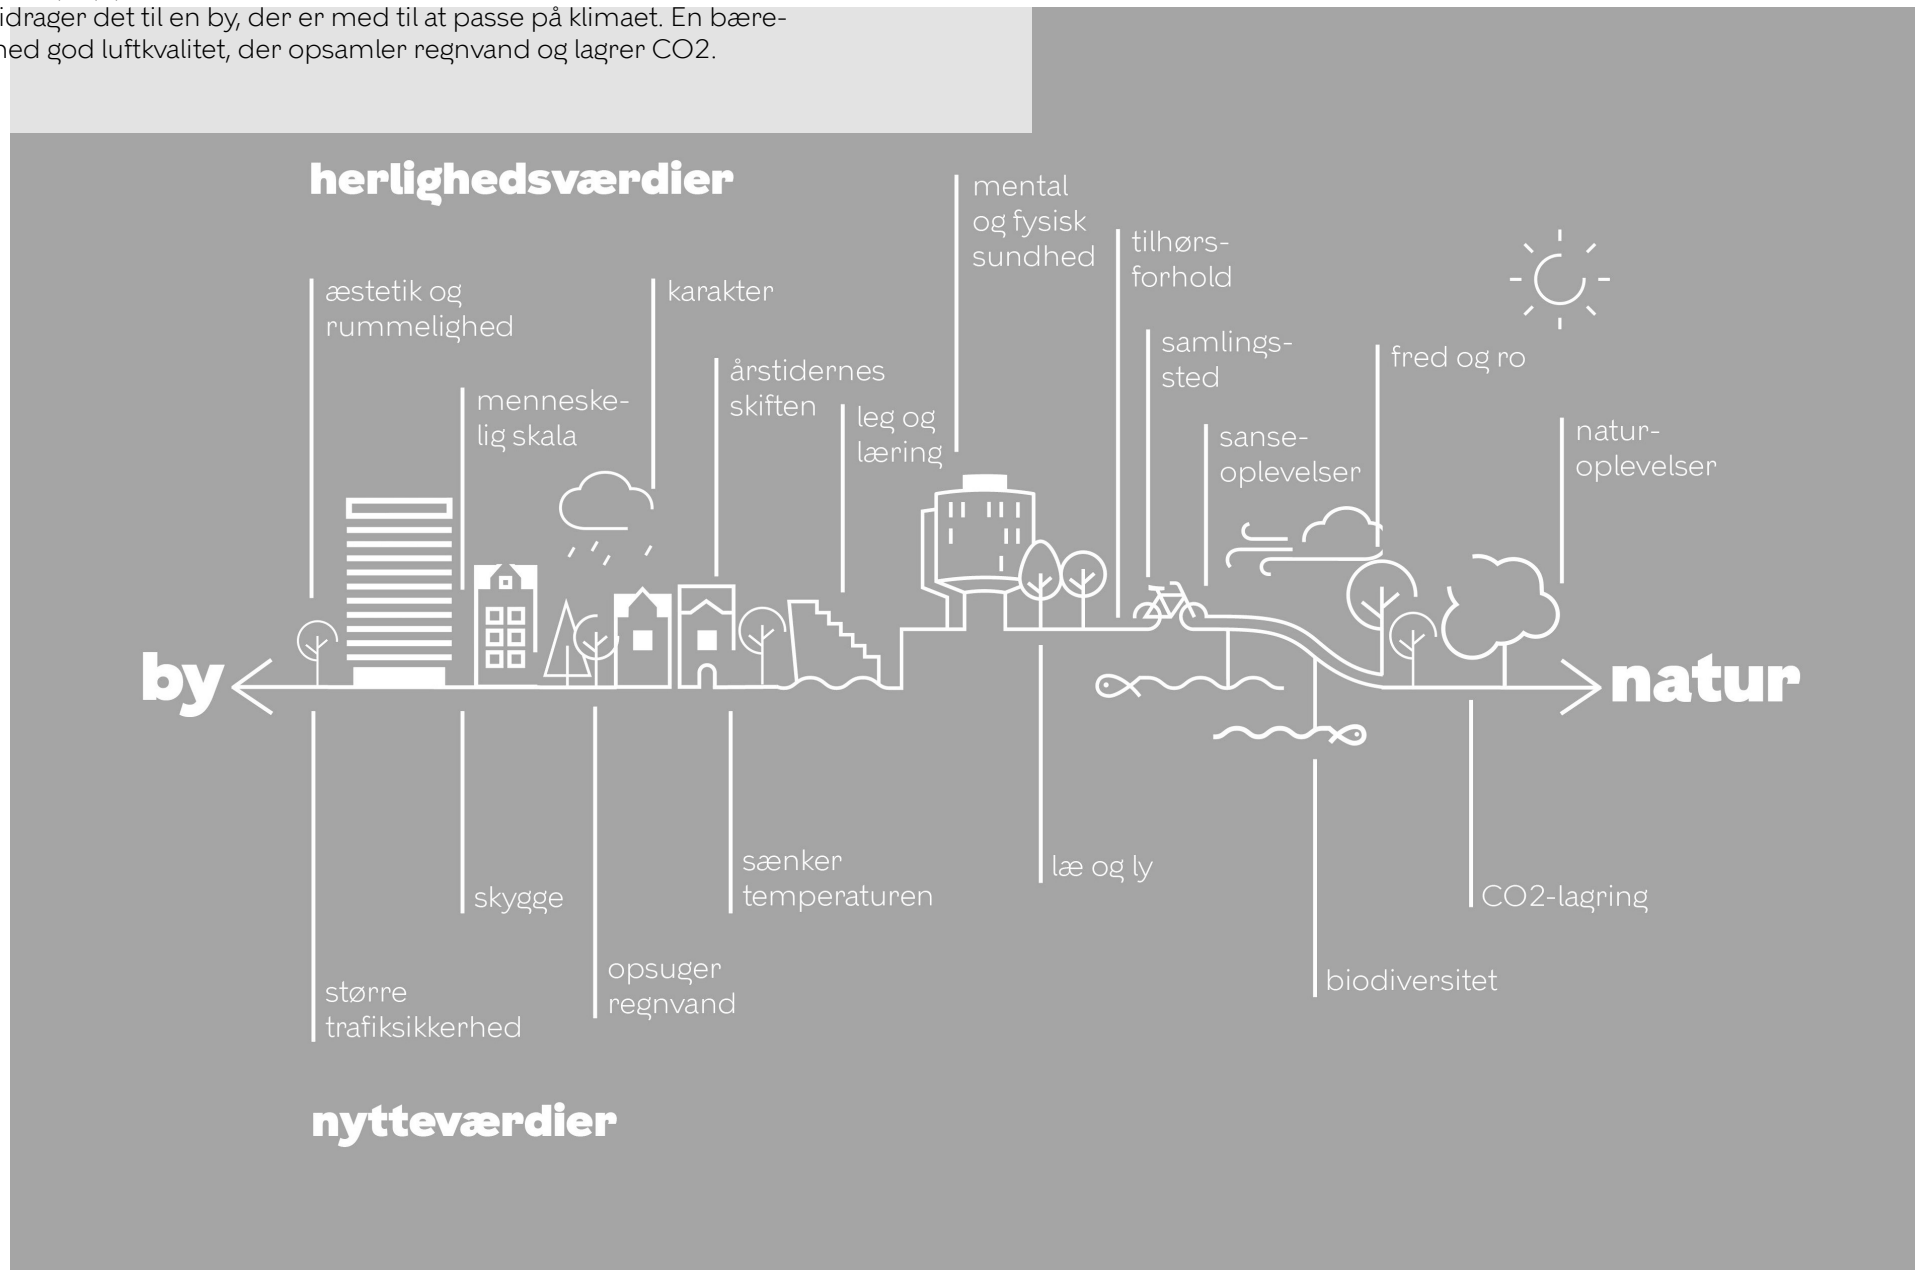 idrager det til en by, der er med til at passe på klimaet. En bære-
ned god luftkvalitet, der opsamler regnvand og lagrer CO2.
herlighedsværdier
æstetik og
rummelighed
menneske-
lig skala
karakter
årstidernes
skiften
leg og
læring
mental
og fysisk
sundhed
tilhørs-
forhold
samlings-
sted
sanse-
oplevelser
fred og ro
natur-
oplevelser
by
natur
større
trafiksikkerhed
skygge
opsuger
regnvand
sænker
temperaturen
læ og ly
biodiversitet
CO2-lagring
nytteværdier